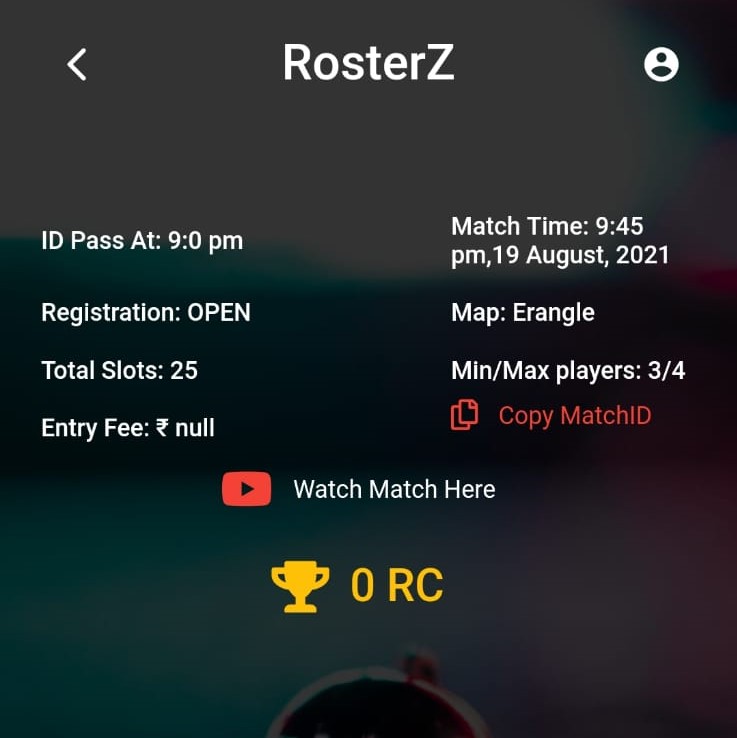 RosterZ
ID Pass At: 9:0 pm
Match Time: 9:45
pm,19 August, 2021
Registration: OPEN
Map: Erangle
Total Slots: 25
Min/Max players: 3/4
Entry Fee: ₹ null
Copy MatchID
Watch Match Here
0 RC